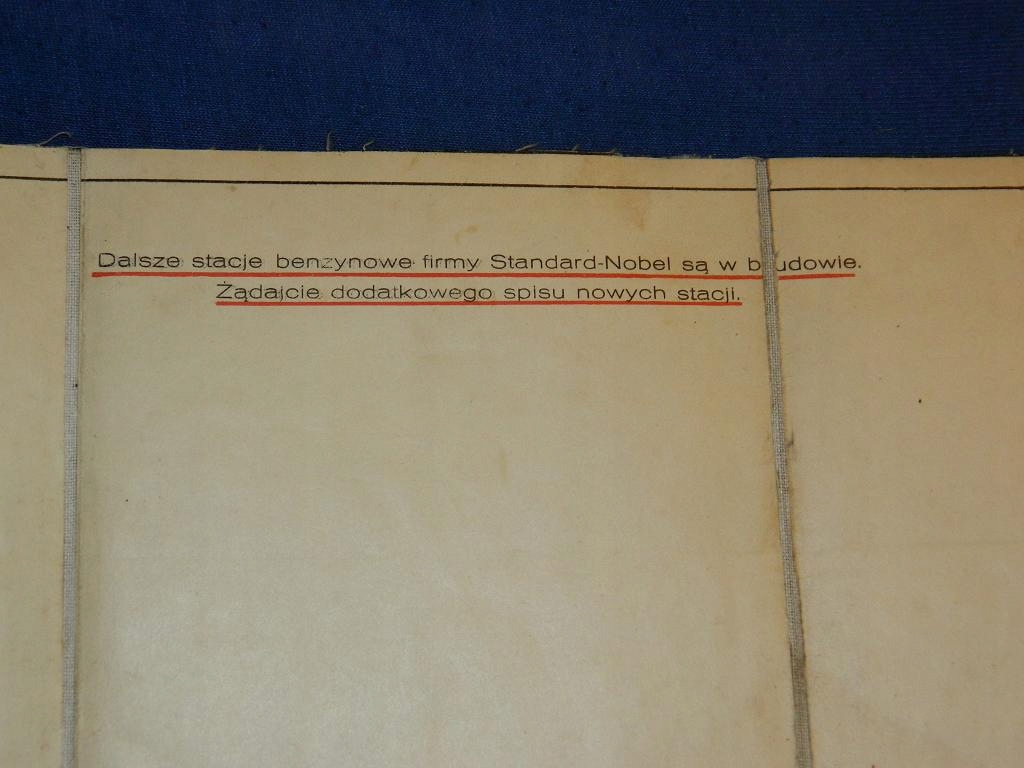 Dalsze stacje benzynowe firmy Standard-Nobel są w budowie.
Żądajcie dodatkowego spisu nowych stacji.